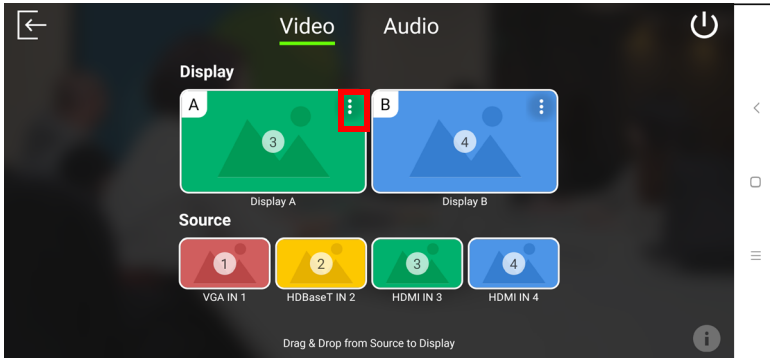 Video Audio
Display
A B
3 4
Display A Display B
Source
1 2 3 4
VGA IN 1 HDBaseT IN 2 HDMI IN 3 HDMI IN 4
Drag & Drop from Source to Display
i